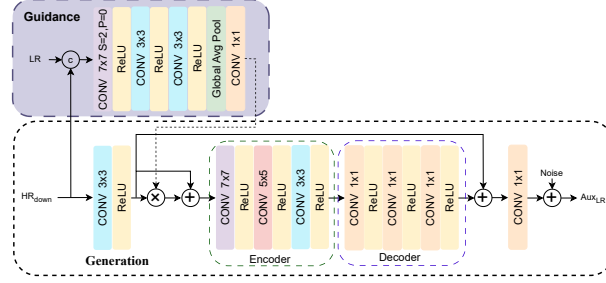 Guidance
LR
c
CONV 7x7 S=2,P=0
ReLU
CONV 3x3
ReLU
CONV 3x3
ReLU
Global Avg Pool
CONV 1x1
HR_down
CONV 3x3
ReLU
Generation
×
+
CONV 7x7
ReLU
CONV 5x5
ReLU
CONV 3x3
ReLU
Encoder
CONV 1x1
ReLU
CONV 1x1
ReLU
CONV 1x1
ReLU
Decoder
+
CONV 1x1
Noise
+
Aux_LR